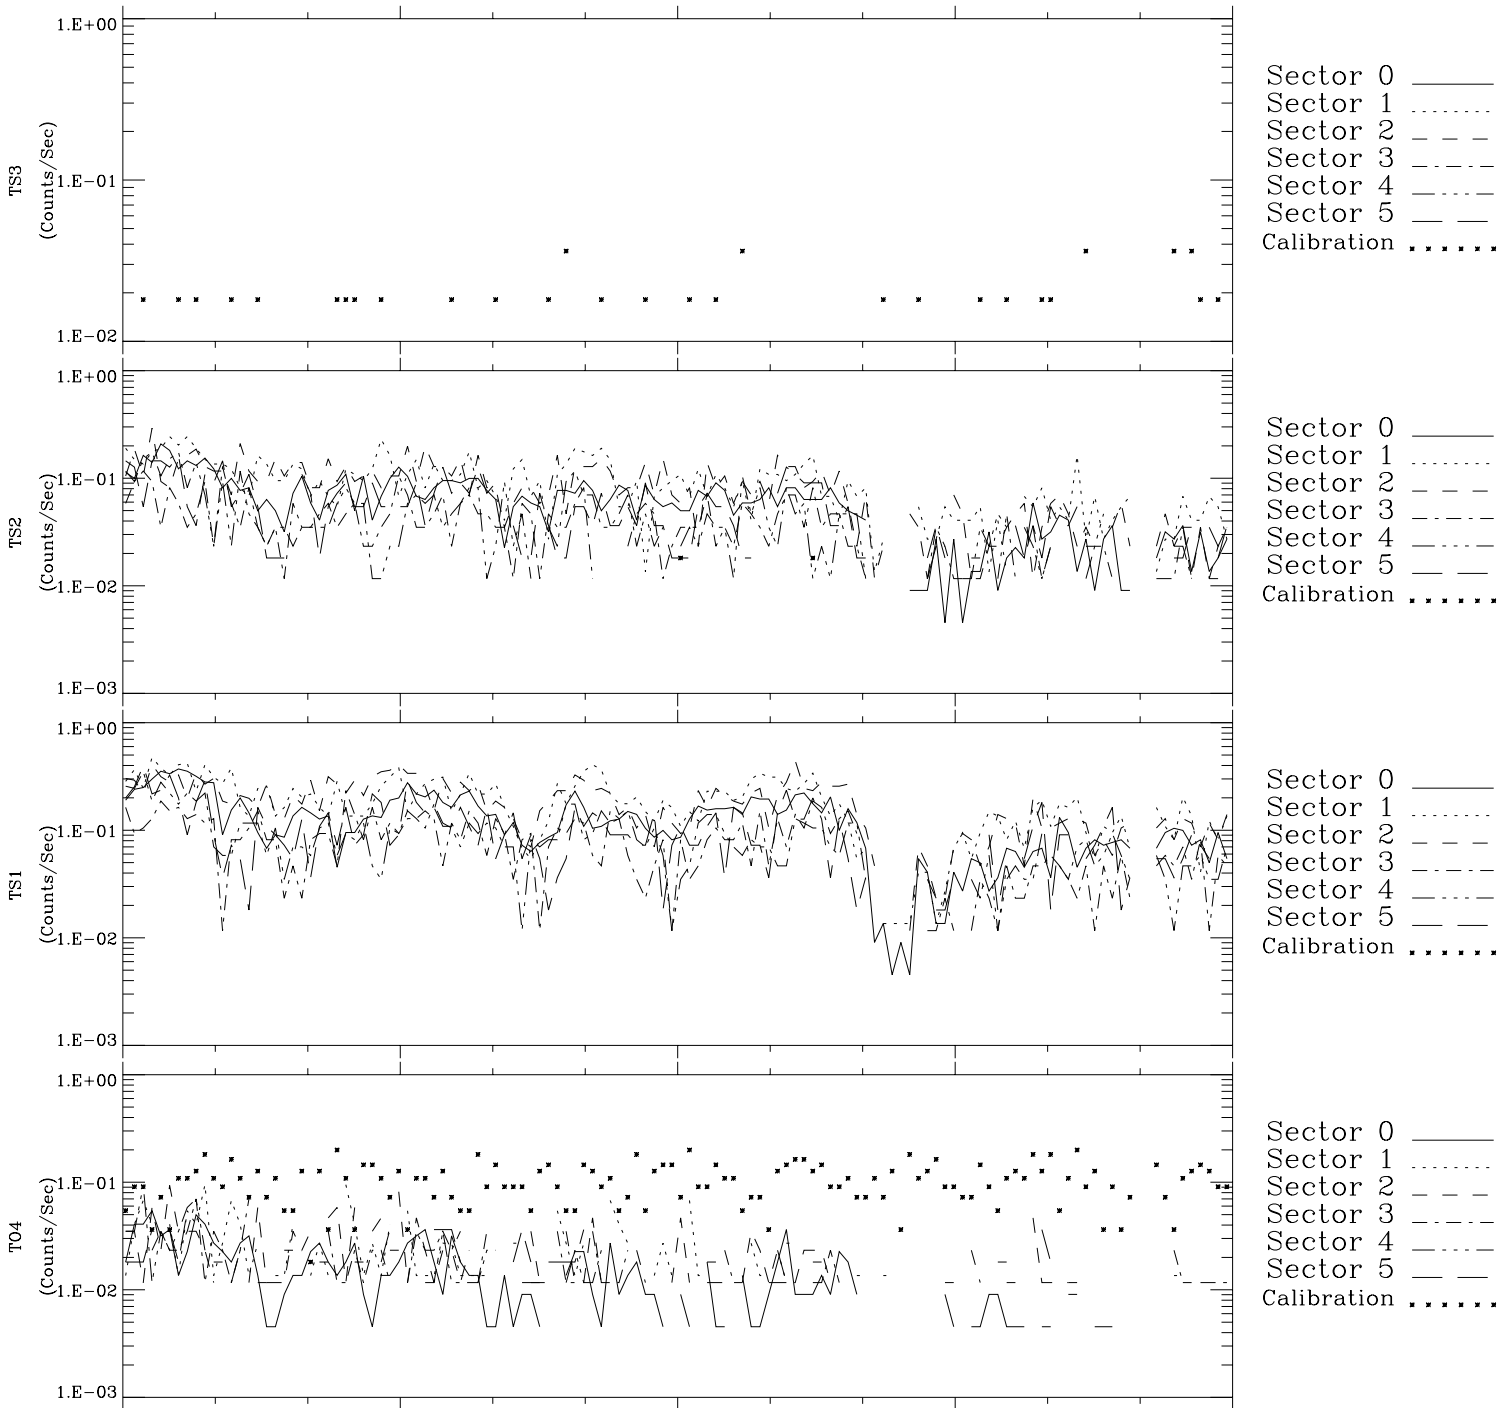 TS3
(Counts/Sec)
1.E+00
1.E-01
1.E-02
Sector 0
Sector 1
Sector 2
Sector 3
Sector 4
Sector 5
Calibration
TS2
(Counts/Sec)
1.E+00
1.E-01
1.E-02
1.E-03
Sector 0
Sector 1
Sector 2
Sector 3
Sector 4
Sector 5
Calibration
TS1
(Counts/Sec)
1.E+00
1.E-01
1.E-02
1.E-03
Sector 0
Sector 1
Sector 2
Sector 3
Sector 4
Sector 5
Calibration
TO4
(Counts/Sec)
1.E+00
1.E-01
1.E-02
1.E-03
Sector 0
Sector 1
Sector 2
Sector 3
Sector 4
Sector 5
Calibration